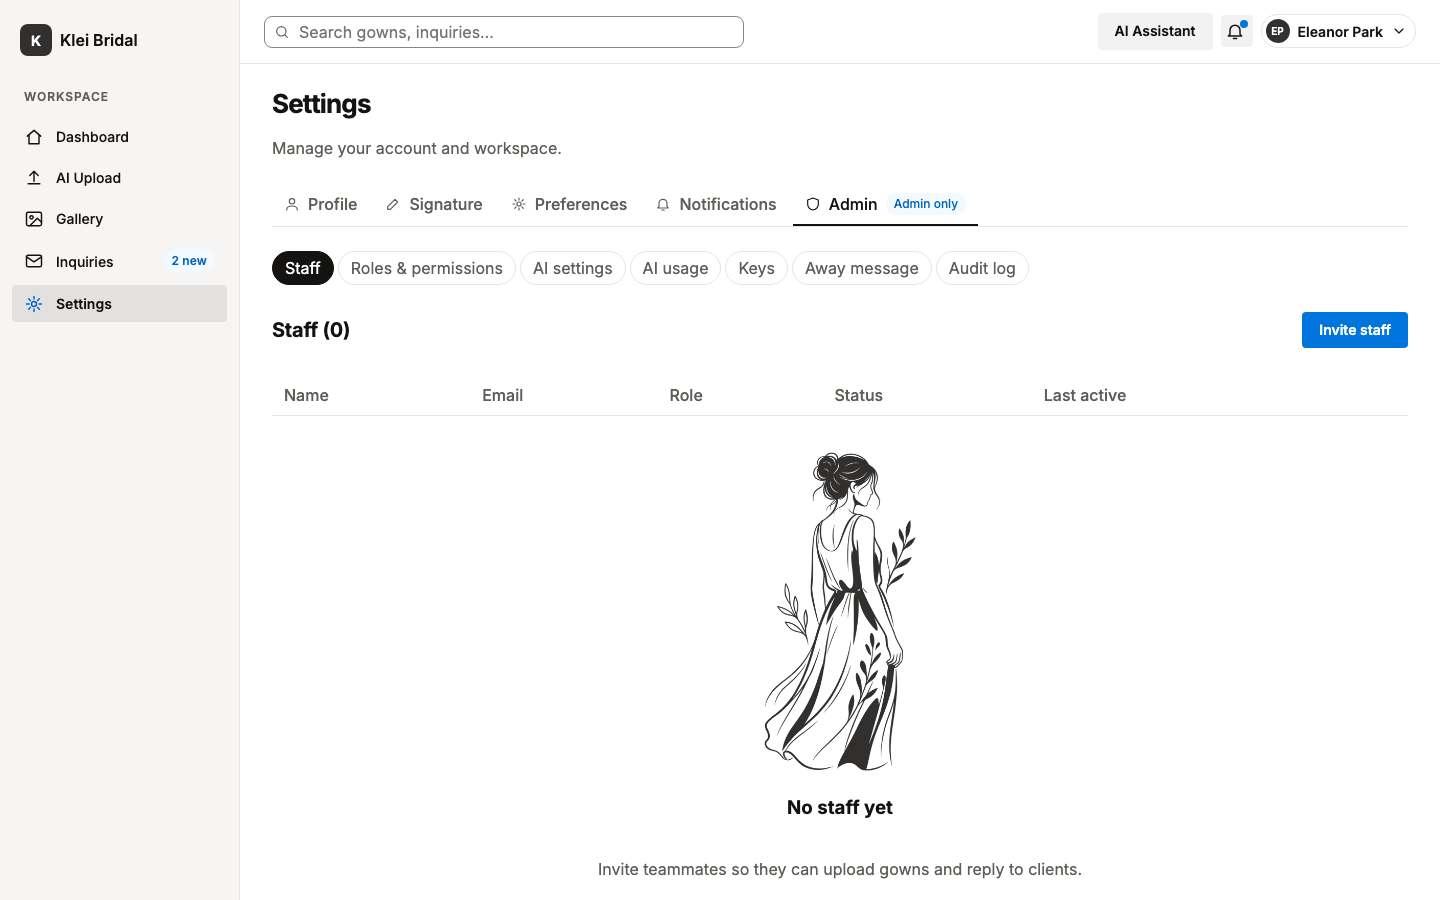 K Klei Bridal
WORKSPACE
Dashboard
AI Upload
Gallery
Inquiries 2 new
Settings
Search gowns, inquiries...
AI Assistant
EP Eleanor Park
Settings
Manage your account and workspace.
Profile Signature Preferences Notifications Admin Admin only
Staff Roles & permissions AI settings AI usage Keys Away message Audit log
Staff (0)
Invite staff
Name Email Role Status Last active
No staff yet
Invite teammates so they can upload gowns and reply to clients.